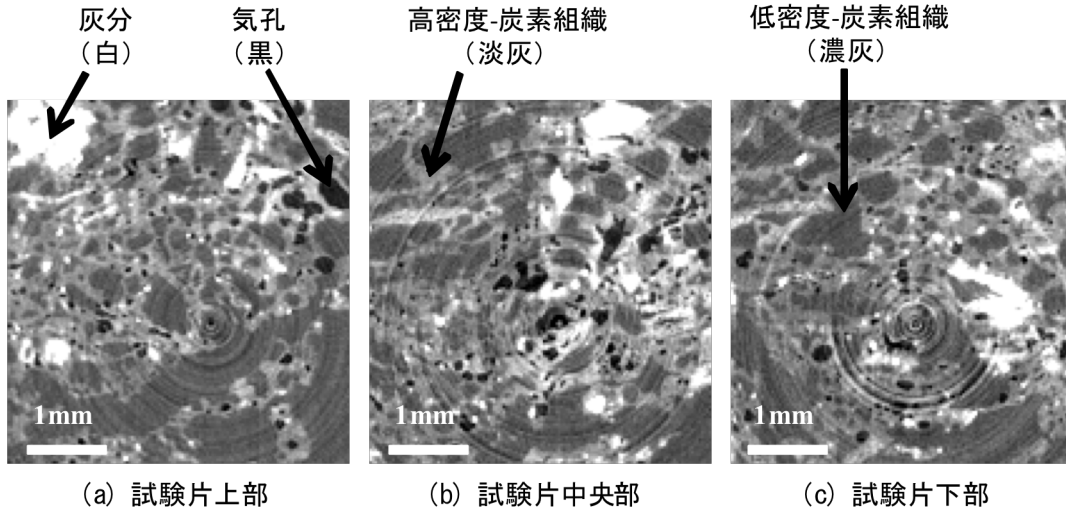 灰分
（白）
気孔
（黒）
高密度-炭素組織
（淡灰）
低密度-炭素組織
（濃灰）
1mm
1mm
1mm
(a) 試験片上部
(b) 試験片中央部
(c) 試験片下部